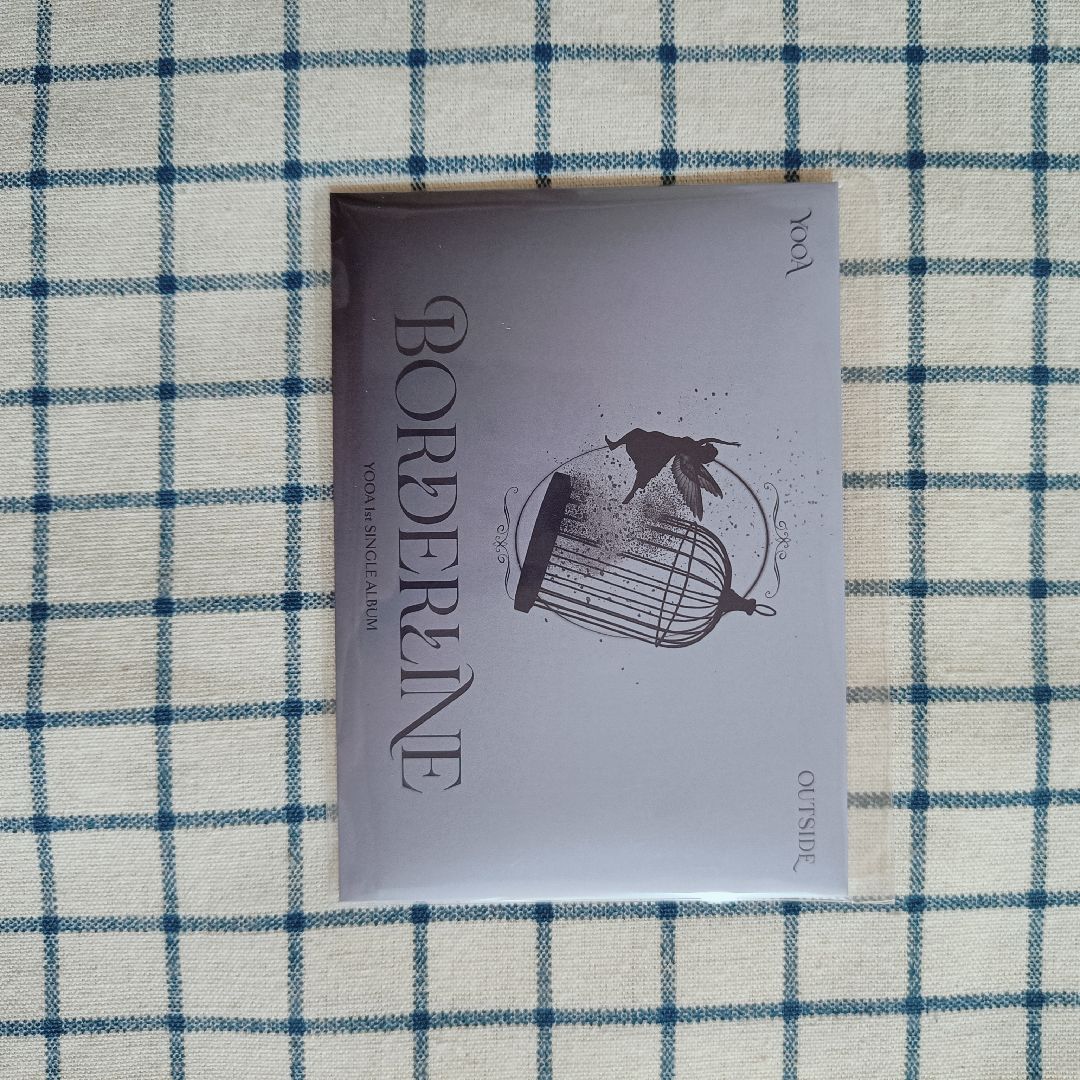 YOOA
OUTSIDE
BORDERLINE
YOOA 1st SINGLE ALBUM